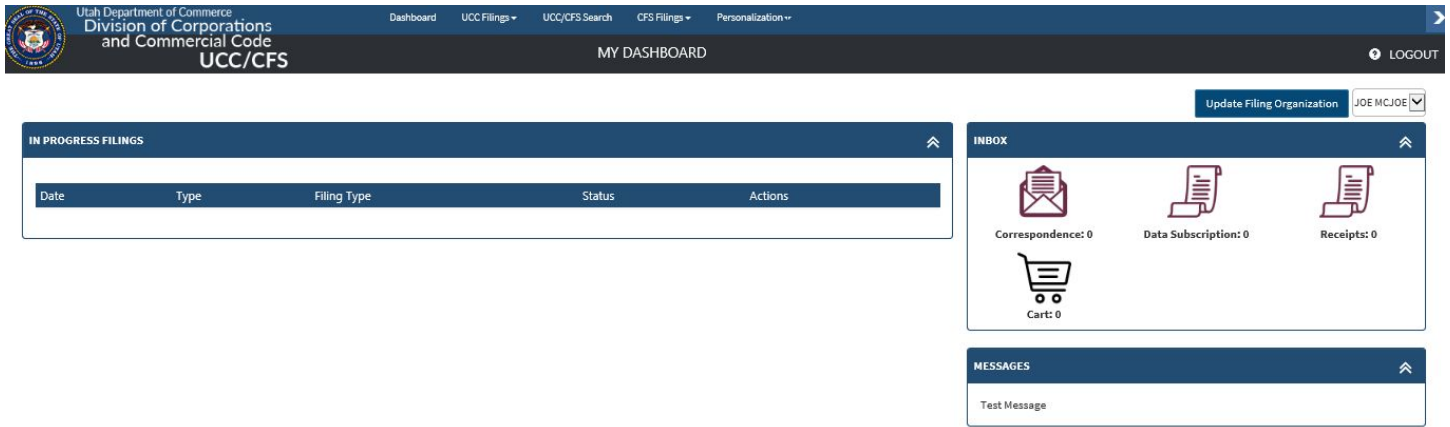 Utah Department of Commerce
Division of Corporations
and Commercial Code
UCC/CFS
Dashboard UCC Filings UCC/CFS Search CFS Filings Personalization
MY DASHBOARD
LOGOUT
Update Filing Organization JOE MCJOE
IN PROGRESS FILINGS
Date Type Filing Type Status Actions
INBOX
Correspondence: 0 Data Subscription: 0 Receipts: 0
Cart: 0
MESSAGES
Test Message